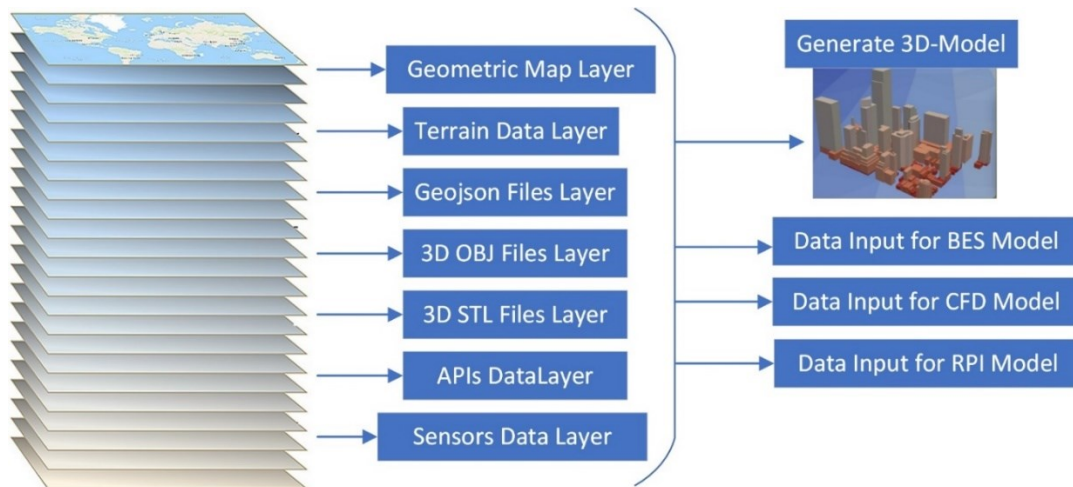 Geometric Map Layer
Terrain Data Layer
Geojson Files Layer
3D OBJ Files Layer
3D STL Files Layer
APIs DataLayer
Sensors Data Layer
Generate 3D-Model
Data Input for BES Model
Data Input for CFD Model
Data Input for RPI Model